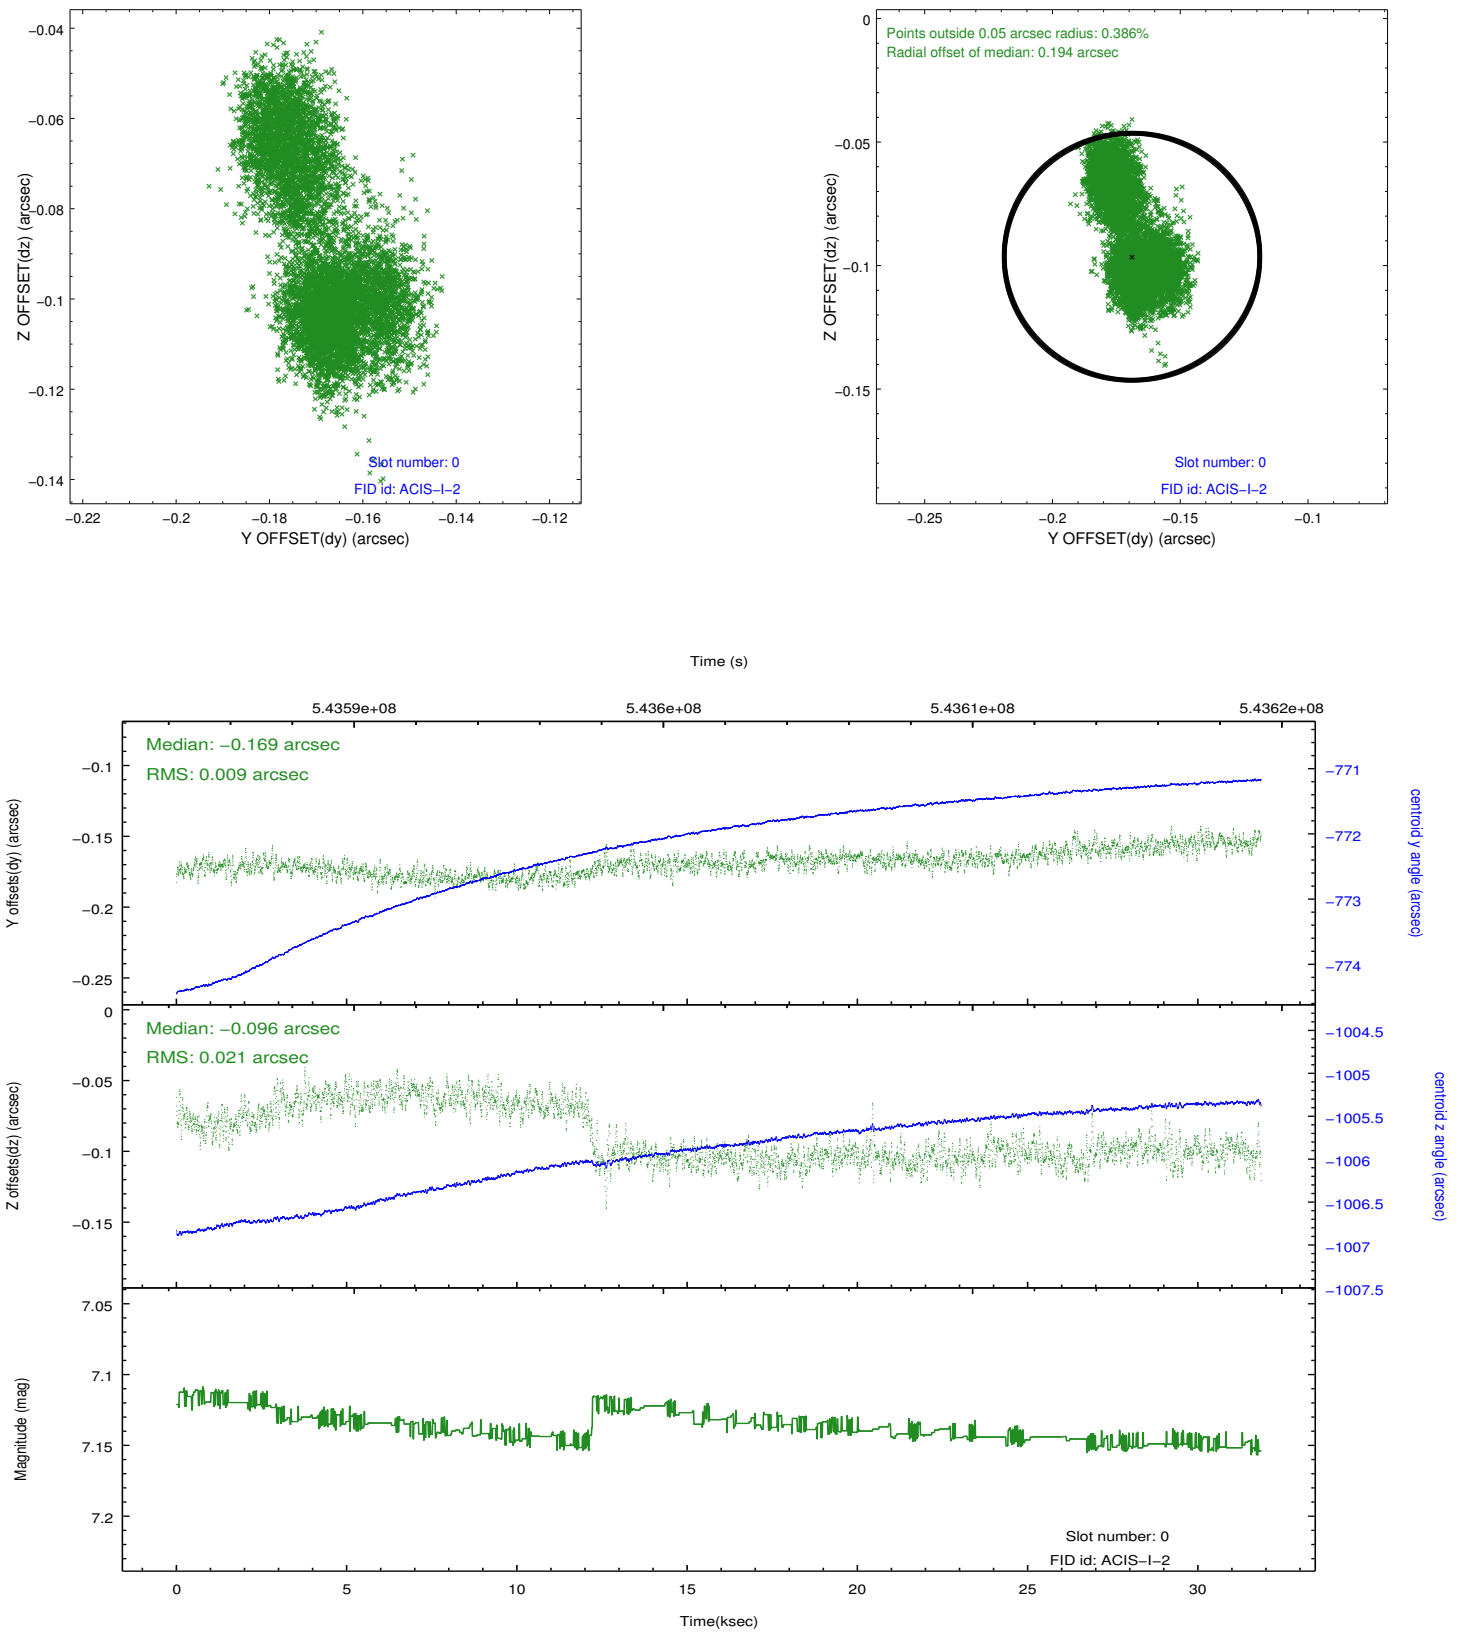 −0.04
−0.06
−0.08
−0.1
−0.12
−0.14
Z OFFSET(dz) (arcsec)
Slot number: 0
FID id: ACIS−I−2
−0.22
−0.2
−0.18
−0.16
−0.14
−0.12
Y OFFSET(dy) (arcsec)
Points outside 0.05 arcsec radius: 0.386%
Radial offset of median: 0.194 arcsec
0
−0.05
−0.1
−0.15
Z OFFSET(dz) (arcsec)
Slot number: 0
FID id: ACIS−I−2
−0.25
−0.2
−0.15
−0.1
Y OFFSET(dy) (arcsec)
Time (s)
5.4359e+08
5.436e+08
5.4361e+08
5.4362e+08
Median: −0.169 arcsec
RMS: 0.009 arcsec
−0.1
−0.15
−0.2
−0.25
Y offsets(dy) (arcsec)
−771
−772
−773
−774
centroid y angle (arcsec)
Median: −0.096 arcsec
RMS: 0.021 arcsec
0
−0.05
−0.1
−0.15
Z offsets(dz) (arcsec)
−1004.5
−1005
−1005.5
−1006
−1006.5
−1007
−1007.5
centroid z angle (arcsec)
7.05
7.1
7.15
7.2
Magnitude (mag)
Slot number: 0
FID id: ACIS−I−2
0
5
10
15
20
25
30
Time(ksec)